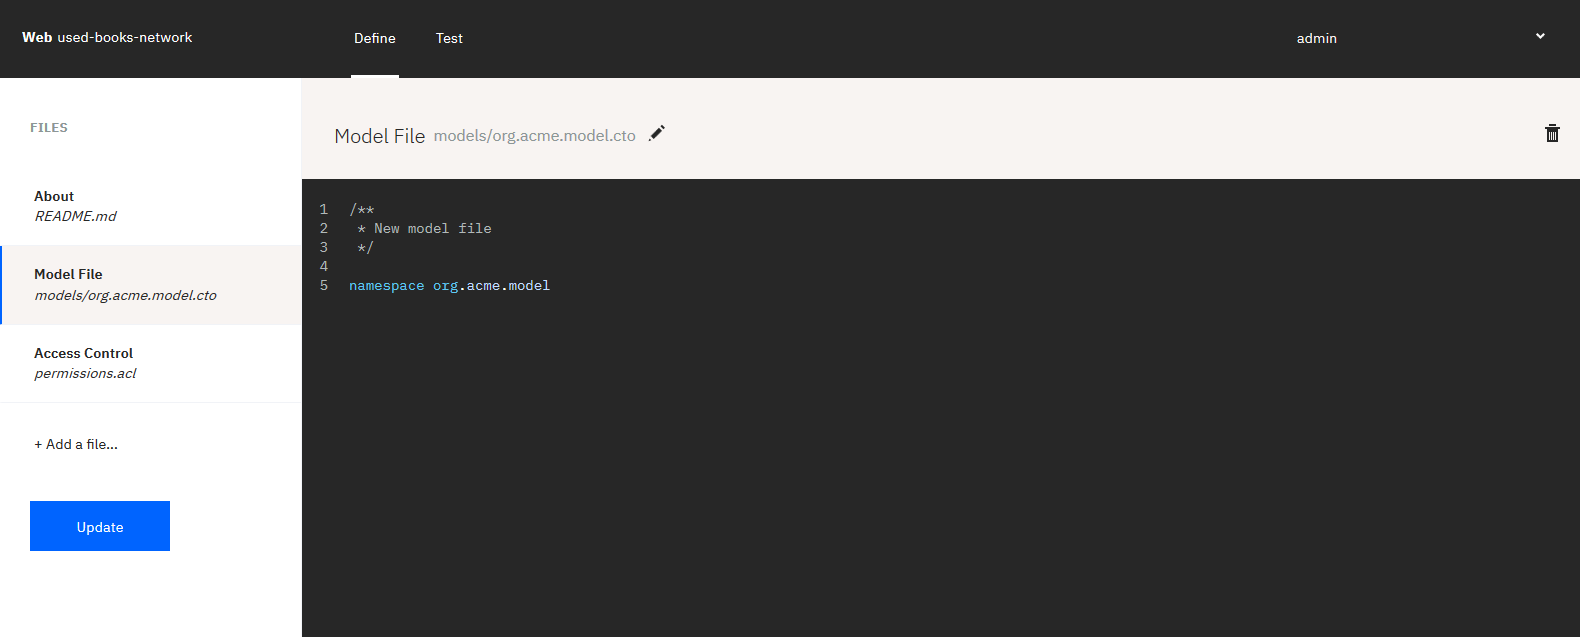 Web used-books-network
Define
Test
admin
FILES
About
README.md
Model File
models/org.acme.model.cto
Access Control
permissions.acl
+ Add a file...
Update
Model File models/org.acme.model.cto
1 /**
2  * New model file
3  */
4
5 namespace org.acme.model